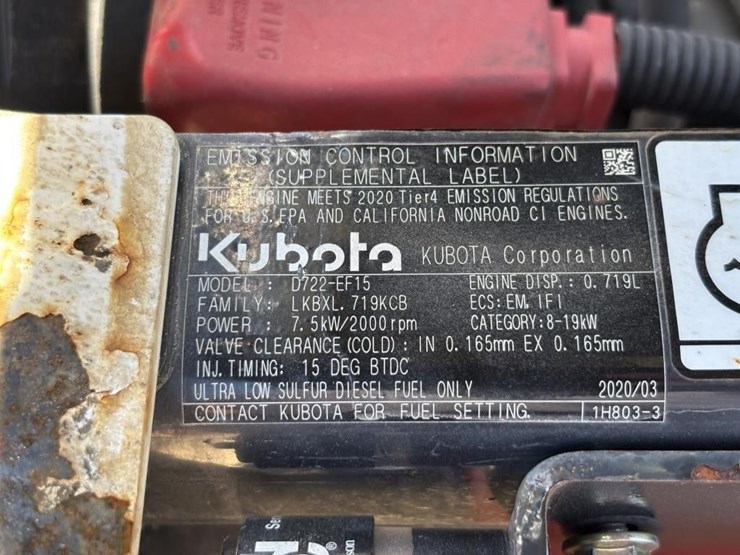 NING
EMISSION CONTROL INFORMATION
(SUPPLEMENTAL LABEL)
THIS ENGINE MEETS 2020 Tier4 EMISSION REGULATIONS
FOR U.S. EPA AND CALIFORNIA NONROAD CI ENGINES.
Kubota KUBOTA Corporation
MODEL : D722-EF15 ENGINE DISP.: 0.719L
FAMILY: LKBXL.719KCB ECS: EM, IFI
POWER : 7.5kW/2000rpm CATEGORY:8-19kW
VALVE CLEARANCE (COLD) : IN 0.165mm EX 0.165mm
INJ. TIMING: 15 DEG BTDC
ULTRA LOW SULFUR DIESEL FUEL ONLY 2020/03
CONTACT KUBOTA FOR FUEL SETTING. 1H803-3